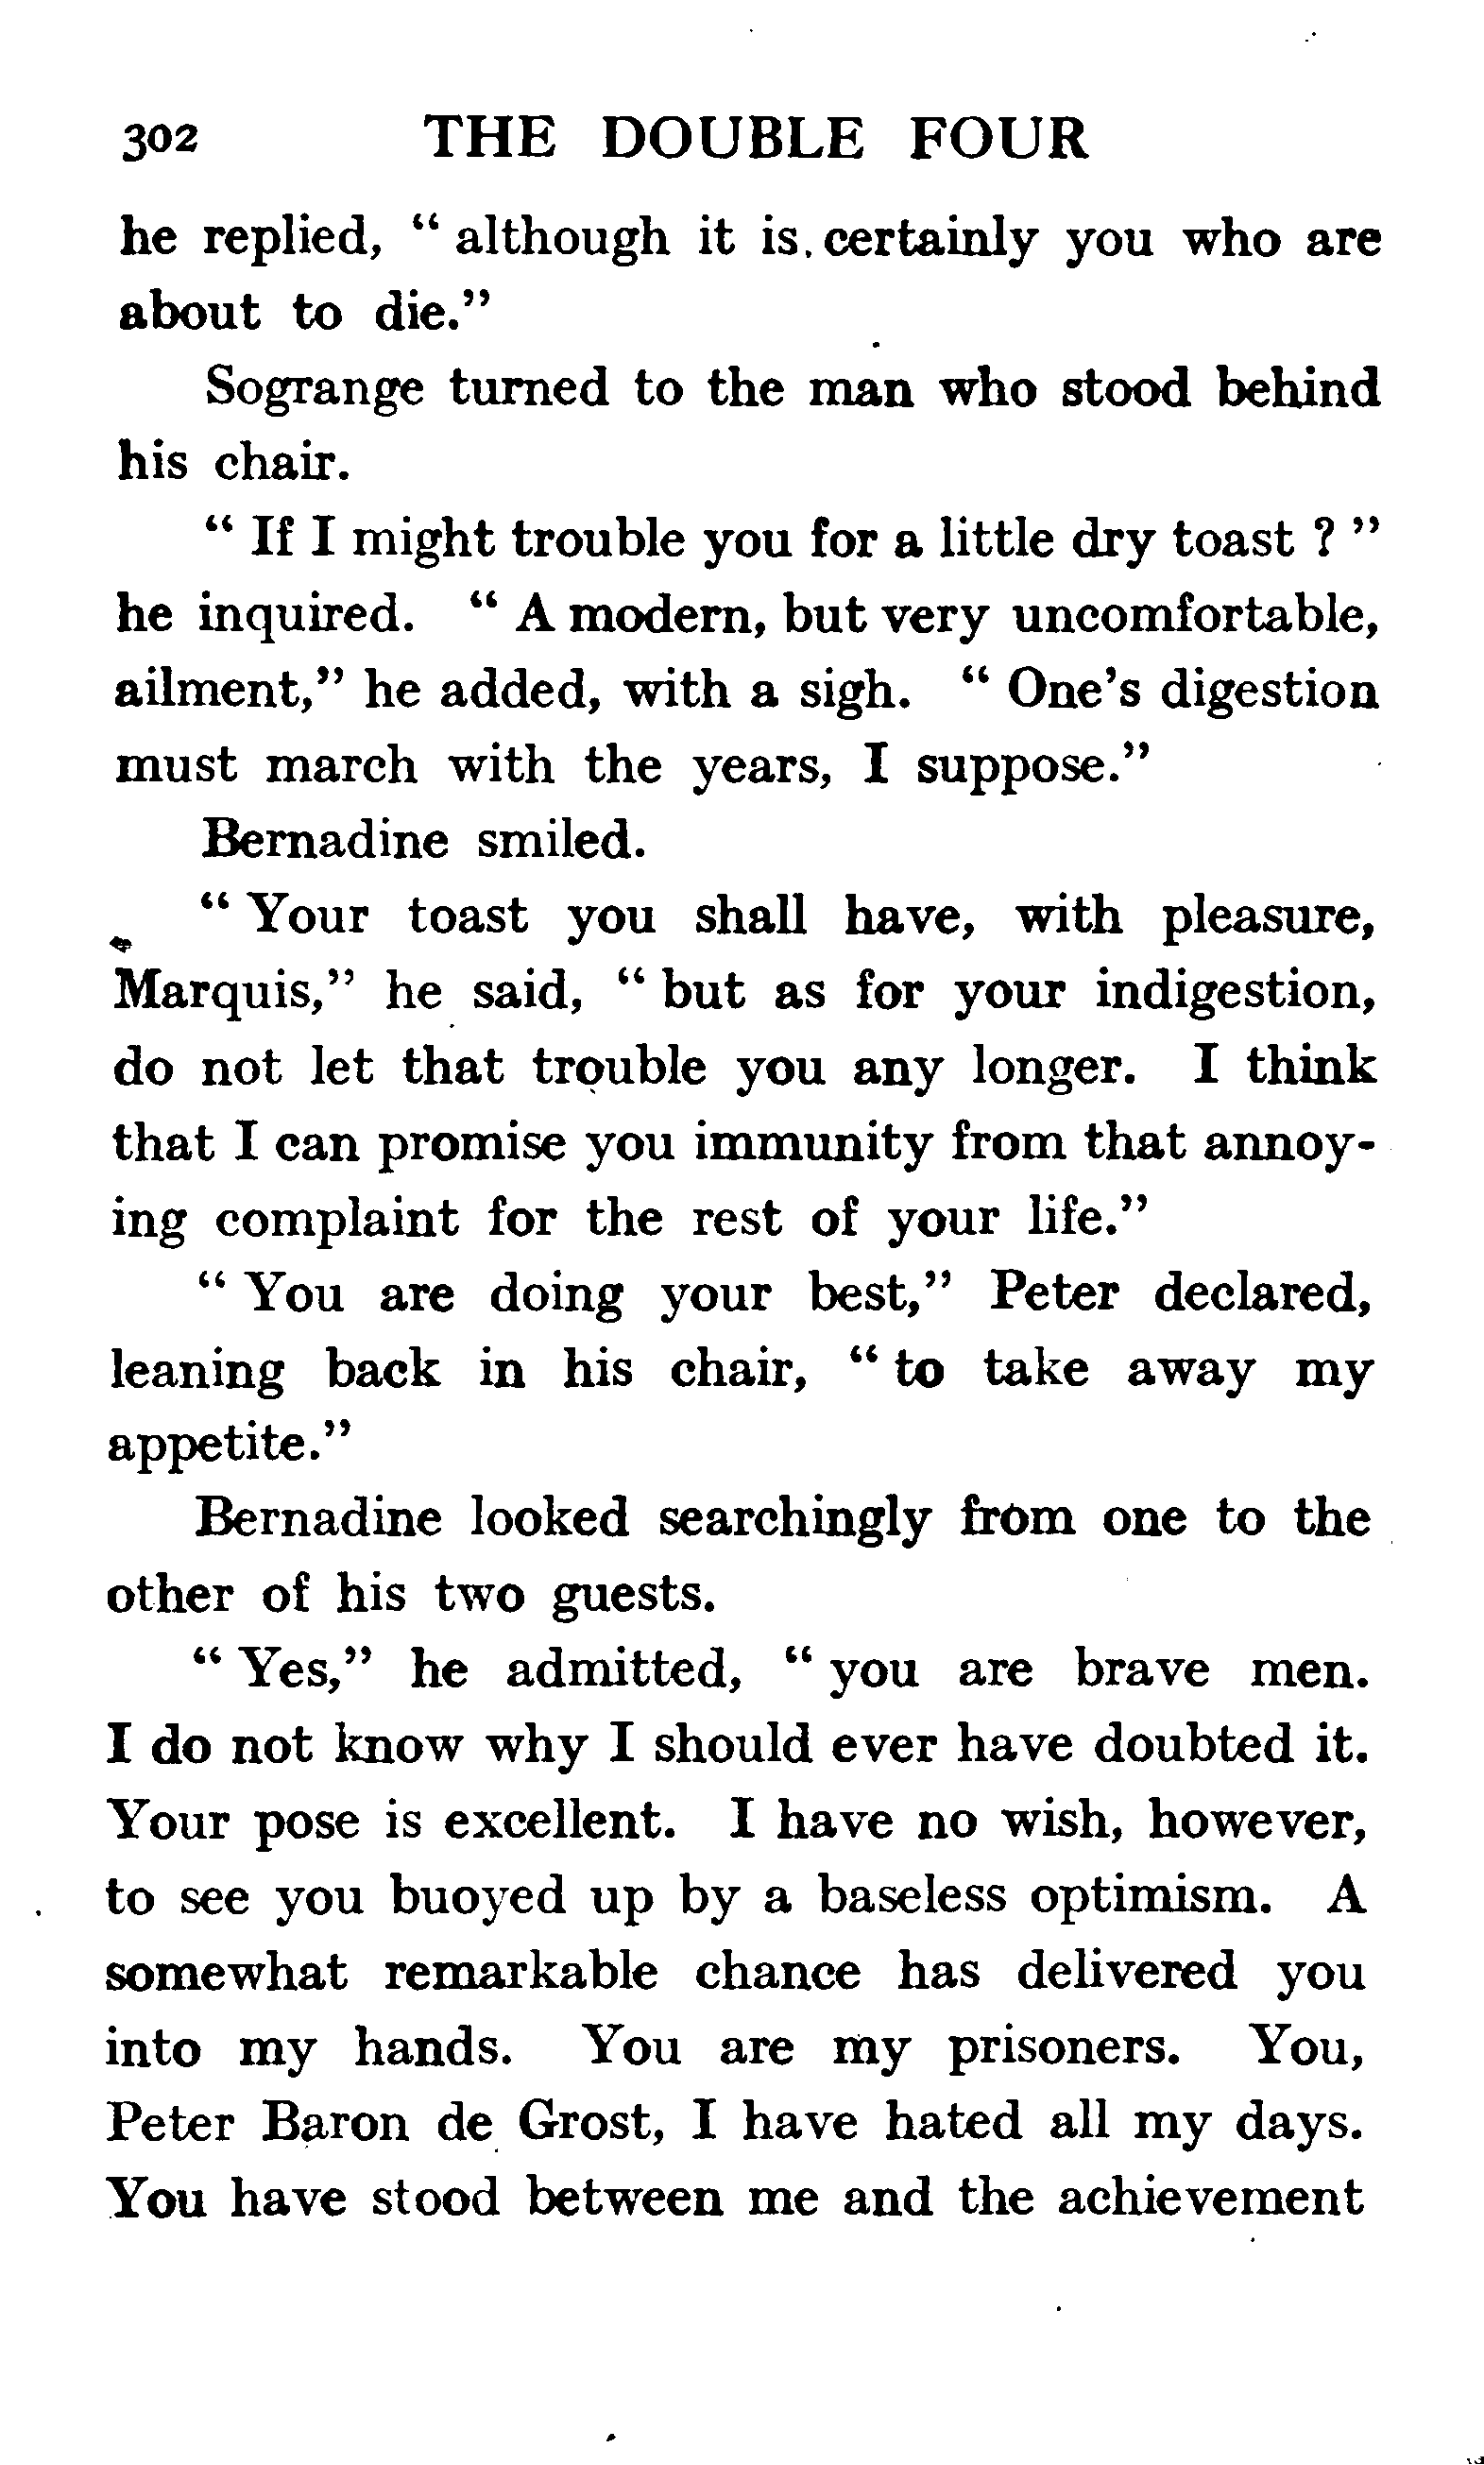 302 THE DOUBLE FOUR
he replied, “ although it is certainly you who are
about to die.”
Sogrange turned to the man who stood behind
his chair.
“ If I might trouble you for a little dry toast ? ”
he inquired. “ A modern, but very uncomfortable,
ailment,” he added, with a sigh. “ One’s digestion
must march with the years, I suppose.”
Bernadine smiled.
“ Your toast you shall have, with pleasure,
Marquis,” he said, “ but as for your indigestion,
do not let that trouble you any longer. I think
that I can promise you immunity from that annoy-
ing complaint for the rest of your life.”
“ You are doing your best,” Peter declared,
leaning back in his chair, “ to take away my
appetite.”
Bernadine looked searchingly from one to the
other of his two guests.
“ Yes,” he admitted, “ you are brave men.
I do not know why I should ever have doubted it.
Your pose is excellent. I have no wish, however,
to see you buoyed up by a baseless optimism. A
somewhat remarkable chance has delivered you
into my hands. You are my prisoners. You,
Peter Baron de Grost, I have hated all my days.
You have stood between me and the achievement